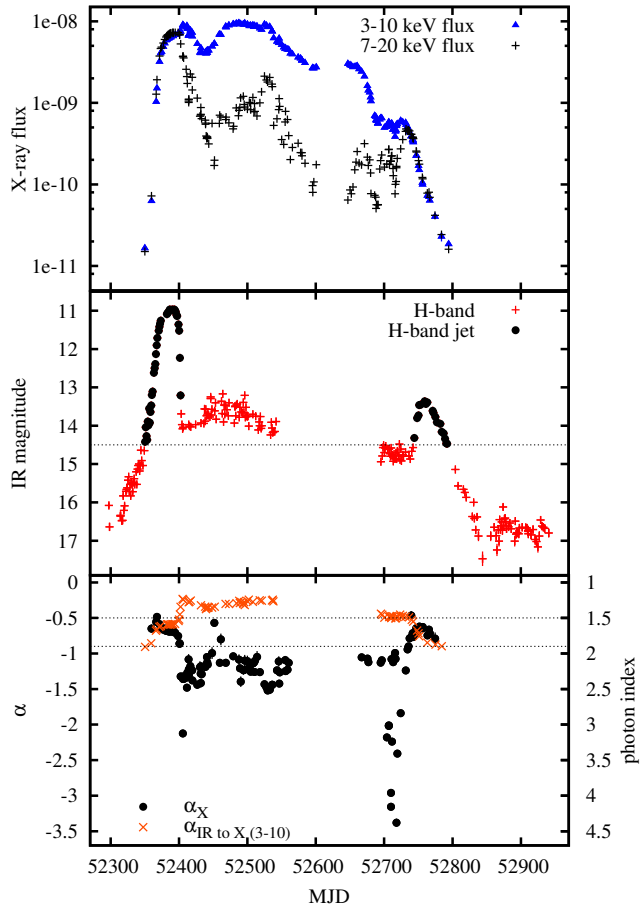 1e-08
1e-09
1e-10
1e-11
X-ray flux
3-10 keV flux
7-20 keV flux
11
12
13
14
15
16
17
IR magnitude
H-band
H-band jet
0
-0.5
-1
-1.5
-2
-2.5
-3
-3.5
α
1
1.5
2
2.5
3
3.5
4
4.5
photon index
αX
αIR to X (3-10)
52300 52400 52500 52600 52700 52800 52900
MJD